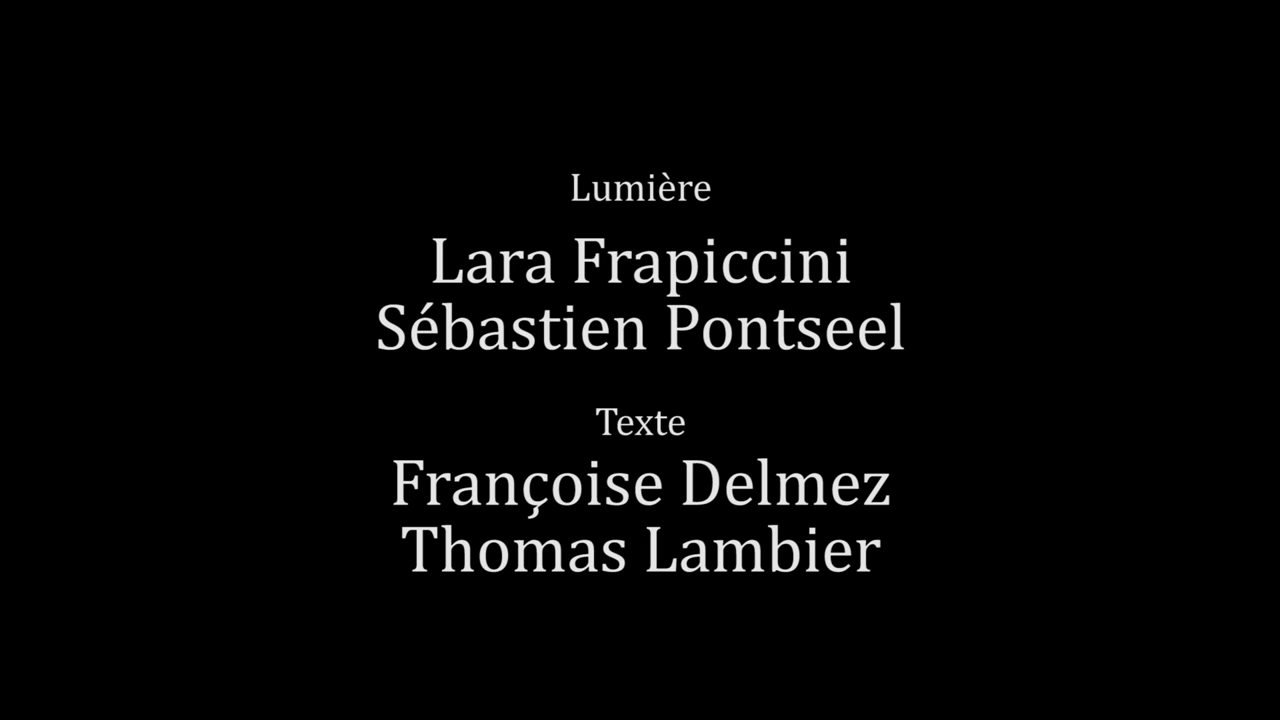 Lumière
Lara Frapiccini
Sébastien Pontseel
Texte
Françoise Delmez
Thomas Lambier